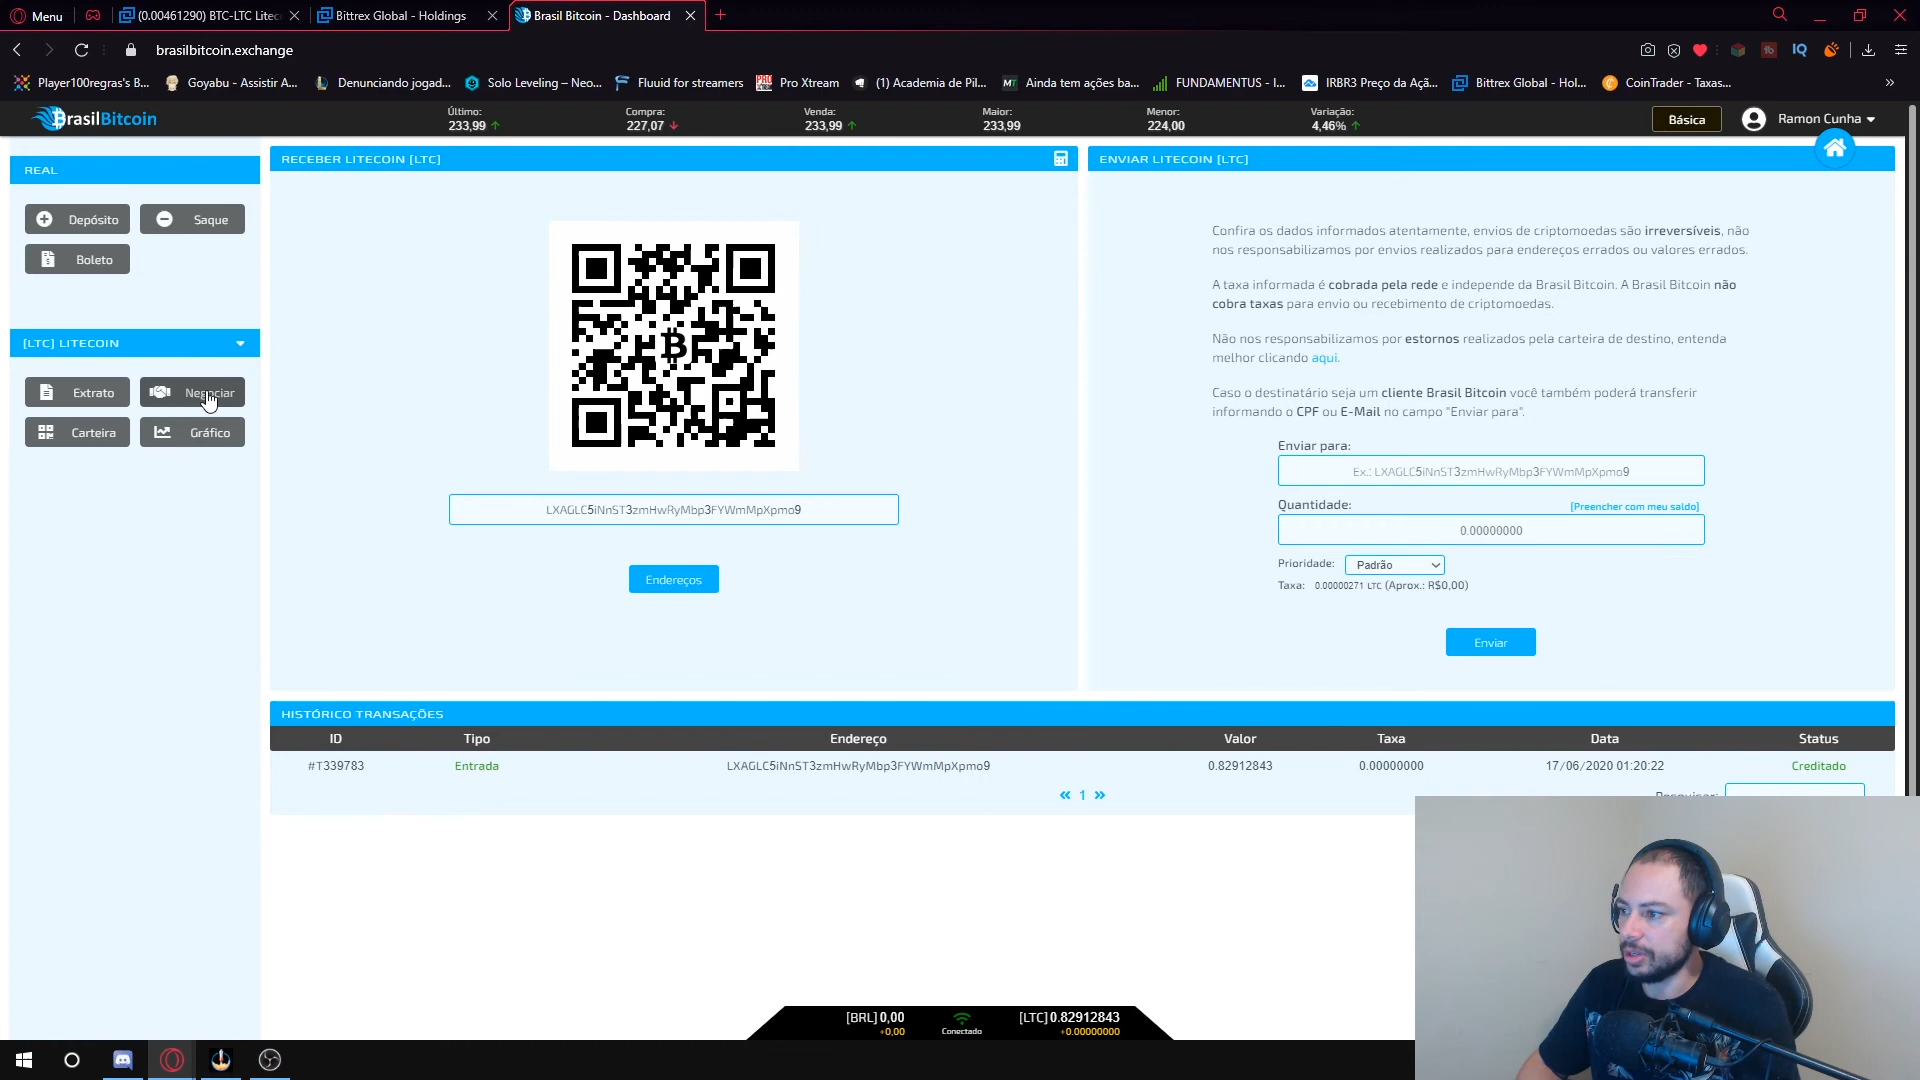 Menu
(0.00461290) BTC-LTC Litec
Bittrex Global - Holdings
Brasil Bitcoin - Dashboard
brasilbitcoin.exchange
Player100regras's B...
Goyabu - Assistir A...
Denunciando jogad...
Solo Leveling – Neo...
Fluuid for streamers
Pro Xtream
(1) Academia de Pil...
Ainda tem ações ba...
FUNDAMENTUS - I...
IRBR3 Preço da Açã...
Bittrex Global - Hol...
CoinTrader - Taxas...
BrasilBitcoin
Último:
233,99
Compra:
227,07
Venda:
233,99
Maior:
233,99
Menor:
224,00
Variação:
4,46%
Básica
Ramon Cunha
REAL
Depósito
Saque
Boleto
[LTC] LITECOIN
Extrato
Negociar
Carteira
Gráfico
RECEBER LITECOIN [LTC]
LXAGLC5iNnST3zmHwRyMbp3FYWmMpXpmo9
Endereços
ENVIAR LITECOIN [LTC]
Confira os dados informados atentamente, envios de criptomoedas são irreversíveis, não
nos responsabilizamos por envios realizados para endereços errados ou valores errados.
A taxa informada é cobrada pela rede e independe da Brasil Bitcoin. A Brasil Bitcoin não
cobra taxas para envio ou recebimento de criptomoedas.
Não nos responsabilizamos por estornos realizados pela carteira de destino, entenda
melhor clicando aqui.
Caso o destinatário seja um cliente Brasil Bitcoin você também poderá transferir
informando o CPF ou E-Mail no campo "Enviar para".
Enviar para:
Ex.: LXAGLC5iNnST3zmHwRyMbp3FYWmMpXpmo9
Quantidade:
[Preencher com meu saldo]
0.00000000
Prioridade:
Padrão
Taxa: 0.00000271 LTC (Aprox.: R$0,00)
Enviar
HISTÓRICO TRANSAÇÕES
ID Tipo Endereço Valor Taxa Data Status
#T339783 Entrada LXAGLC5iNnST3zmHwRyMbp3FYWmMpXpmo9 0.82912843 0.00000000 17/06/2020 01:20:22 Creditado
« 1 »
Pesquisar:
[BRL] 0,00
+0,00
Conectado
[LTC] 0.82912843
+0.00000000